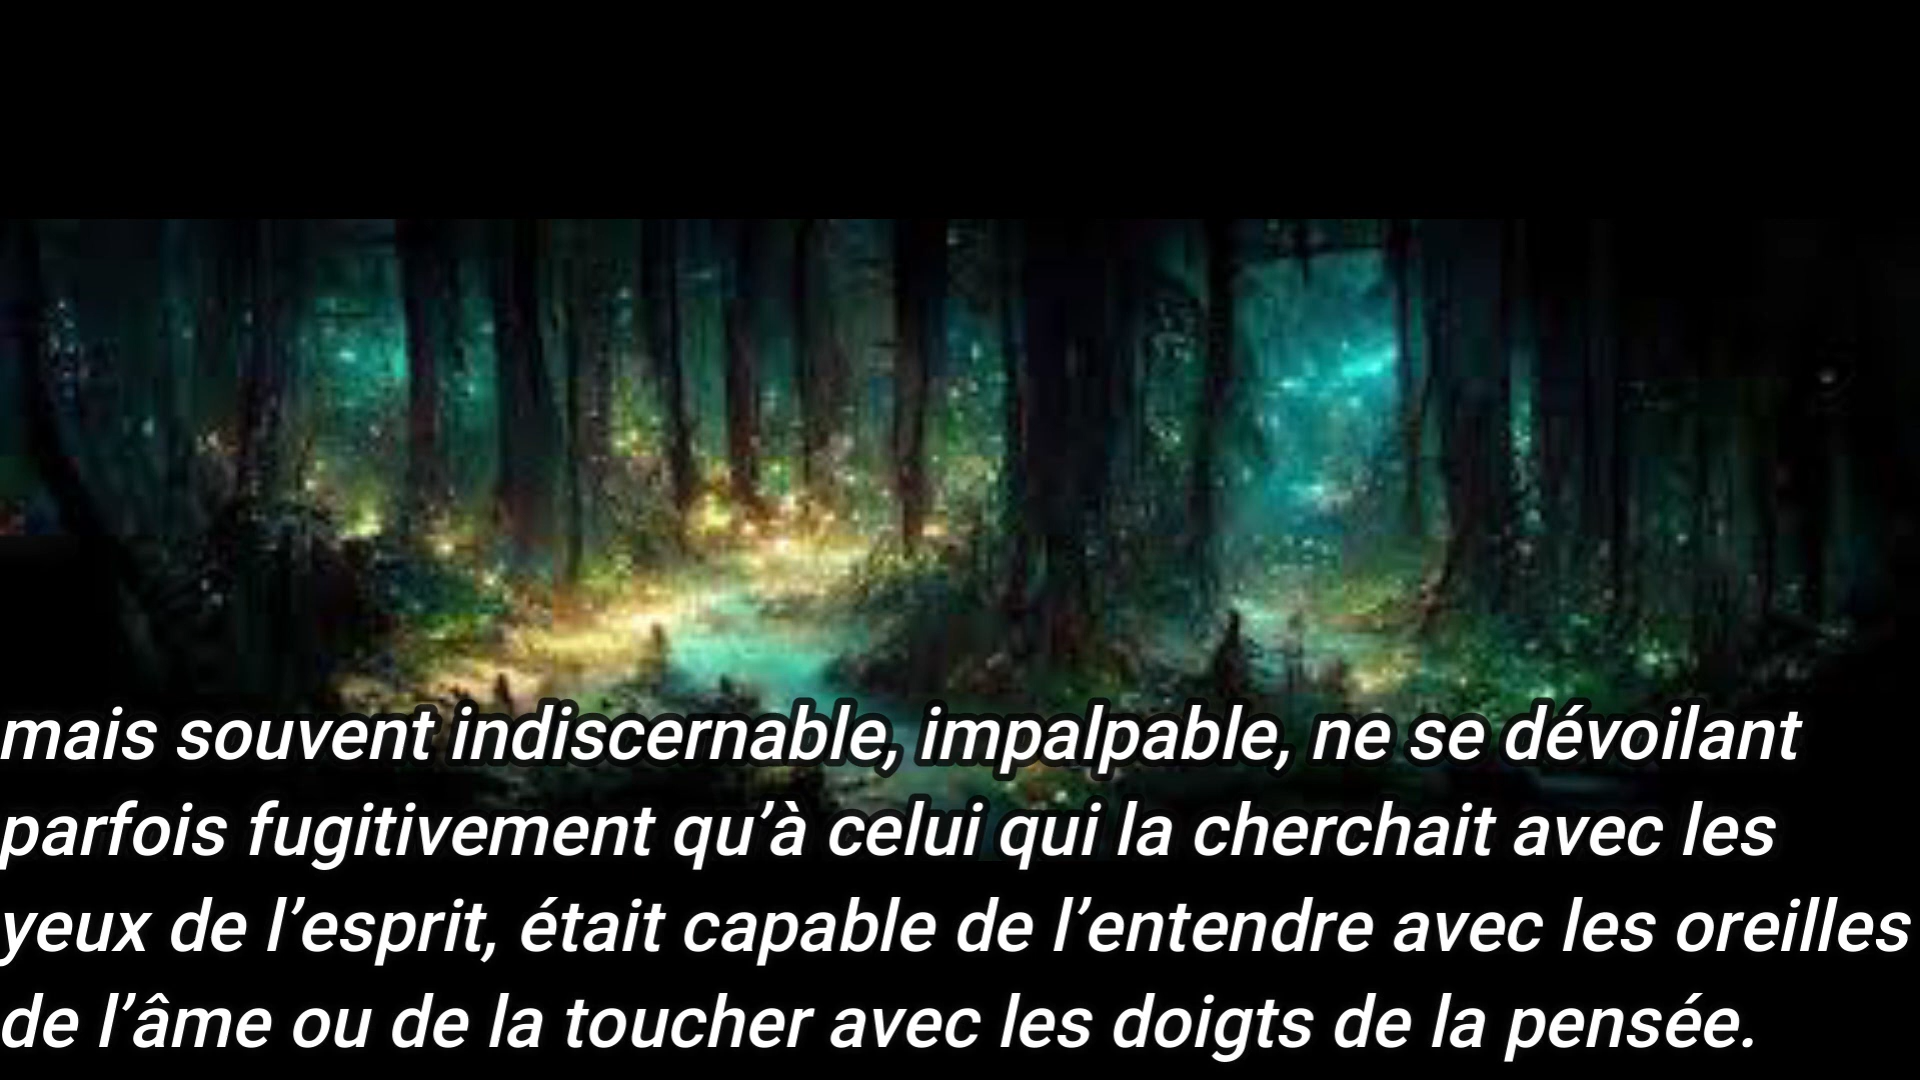 mais souvent indiscernable, impalpable, ne se dévoilant
parfois fugitivement qu’à celui qui la cherchait avec les
yeux de l’esprit, était capable de l’entendre avec les oreilles
de l’âme ou de la toucher avec les doigts de la pensée.